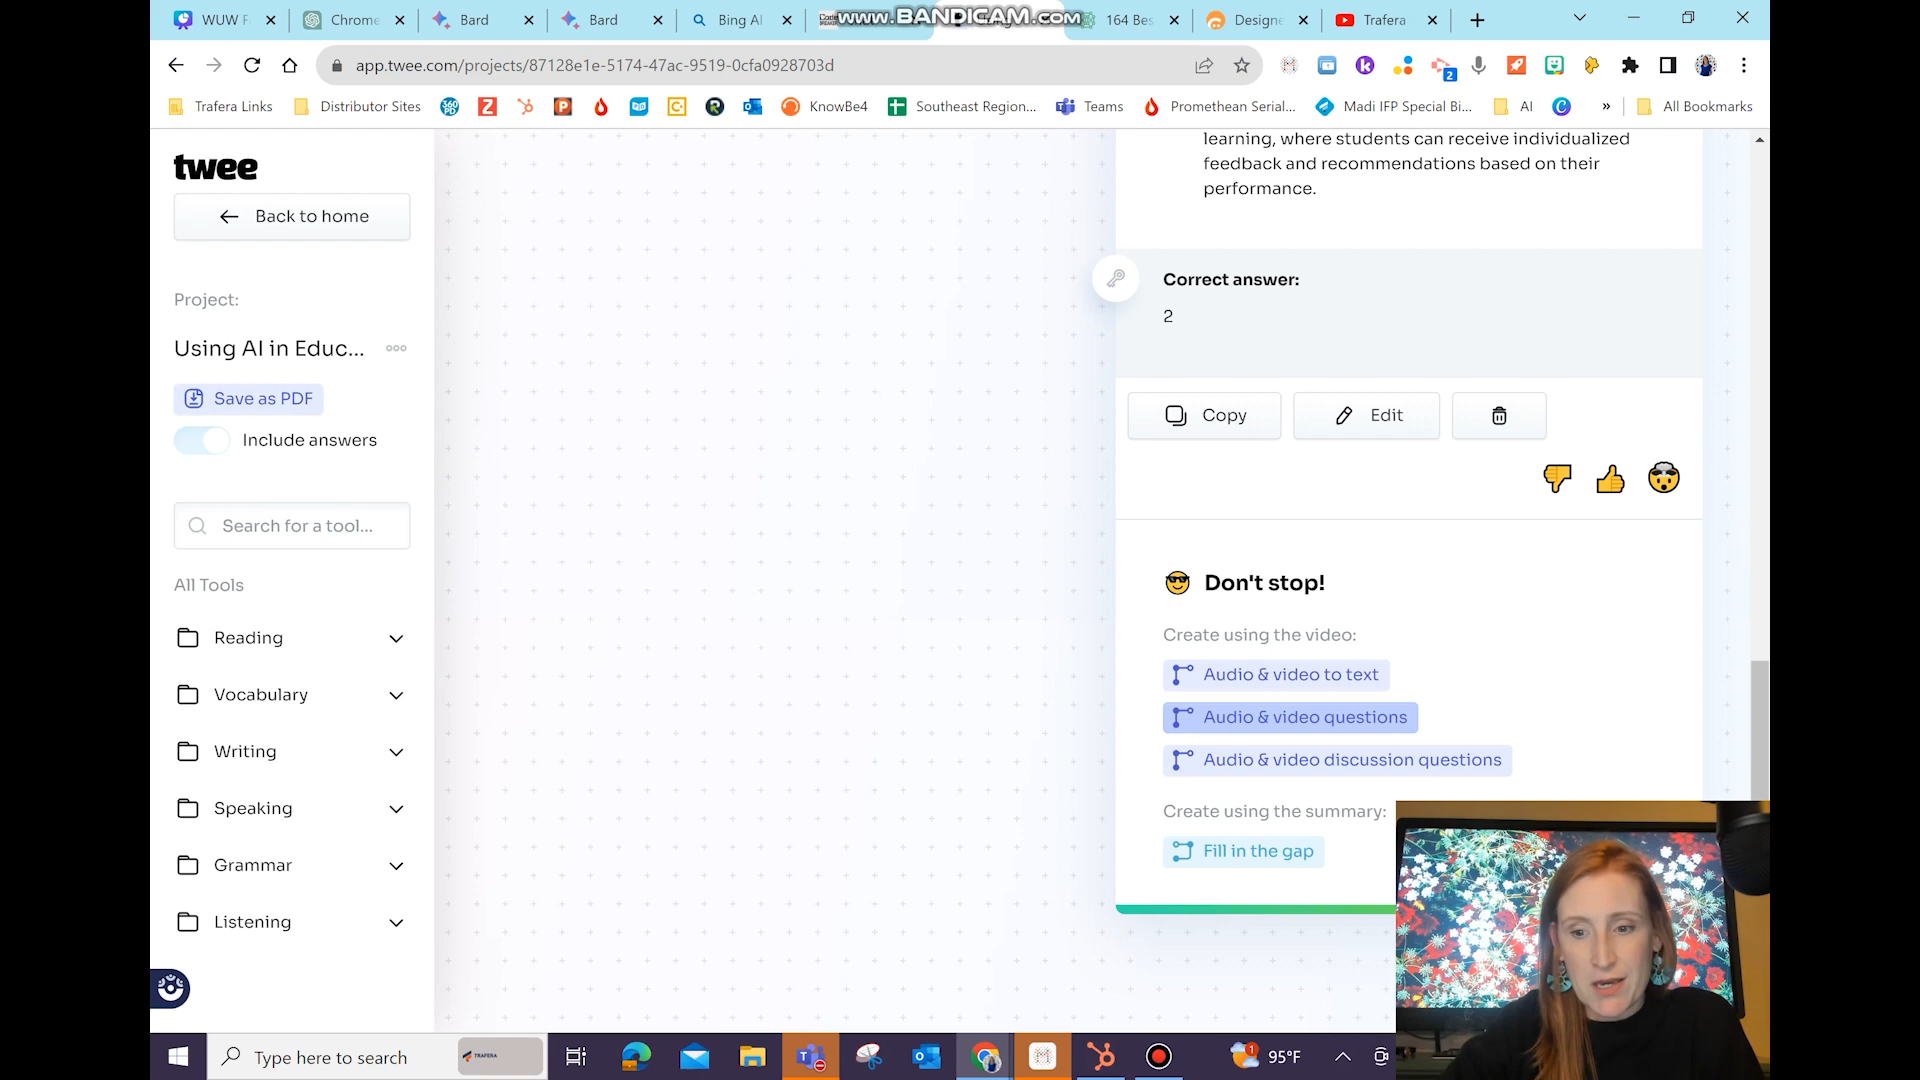 WUW F
Chrome
Bard
Bard
Bing AI
www.BANDICAM.com
164 Bes
Designe
Trafera
app.twee.com/projects/87128e1e-5174-47ac-9519-0cfa0928703d
2
Trafera Links
Distributor Sites
360
KnowBe4
Southeast Region...
Teams
Promethean Serial...
Madi IFP Special Bi...
AI
»
All Bookmarks
twee
Back to home
Project:
Using AI in Educ...
Save as PDF
Include answers
Search for a tool...
All Tools
Reading
Vocabulary
Writing
Speaking
Grammar
Listening
learning, where students can receive individualized
feedback and recommendations based on their
performance.
Correct answer:
2
Copy
Edit
Don't stop!
Create using the video:
Audio & video to text
Audio & video questions
Audio & video discussion questions
Create using the summary:
Fill in the gap
Type here to search
TRAFERA
1
95°F